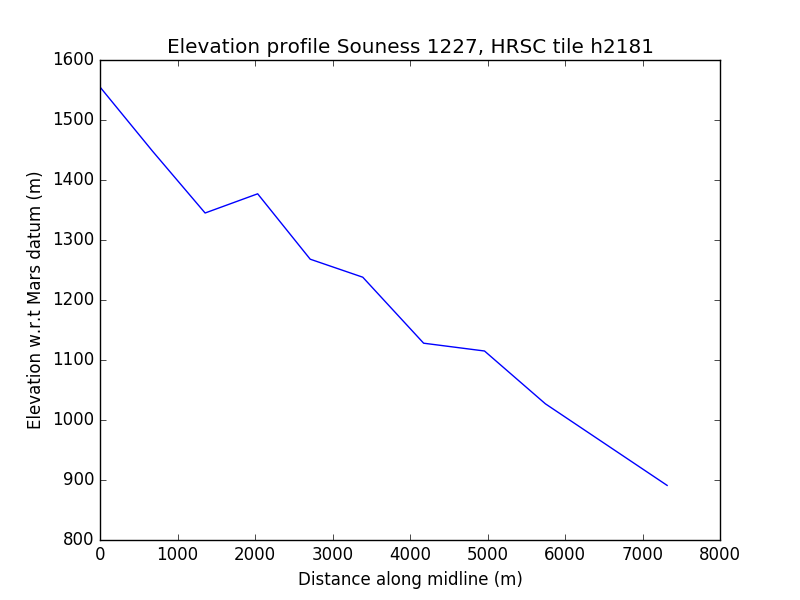 Elevation profile Souness 1227, HRSC tile h2181
1600
1500
1400
1300
1200
1100
1000
900
800
Elevation w.r.t Mars datum (m)
0 1000 2000 3000 4000 5000 6000 7000 8000
Distance along midline (m)